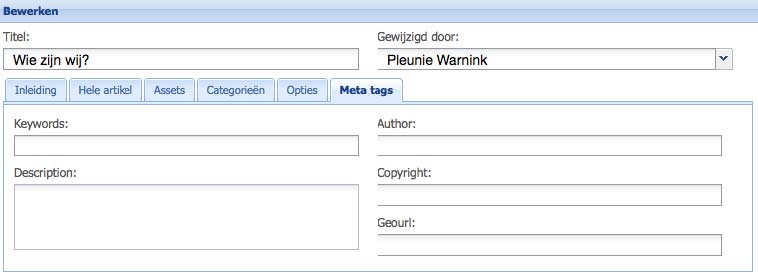 Bewerken
Titel: Gewijzigd door:
Wie zijn wij? Pleunie Warnink
Inleiding Hele artikel Assets Categorieën Opties Meta tags
Keywords: Author:
Description: Copyright:
Geourl: